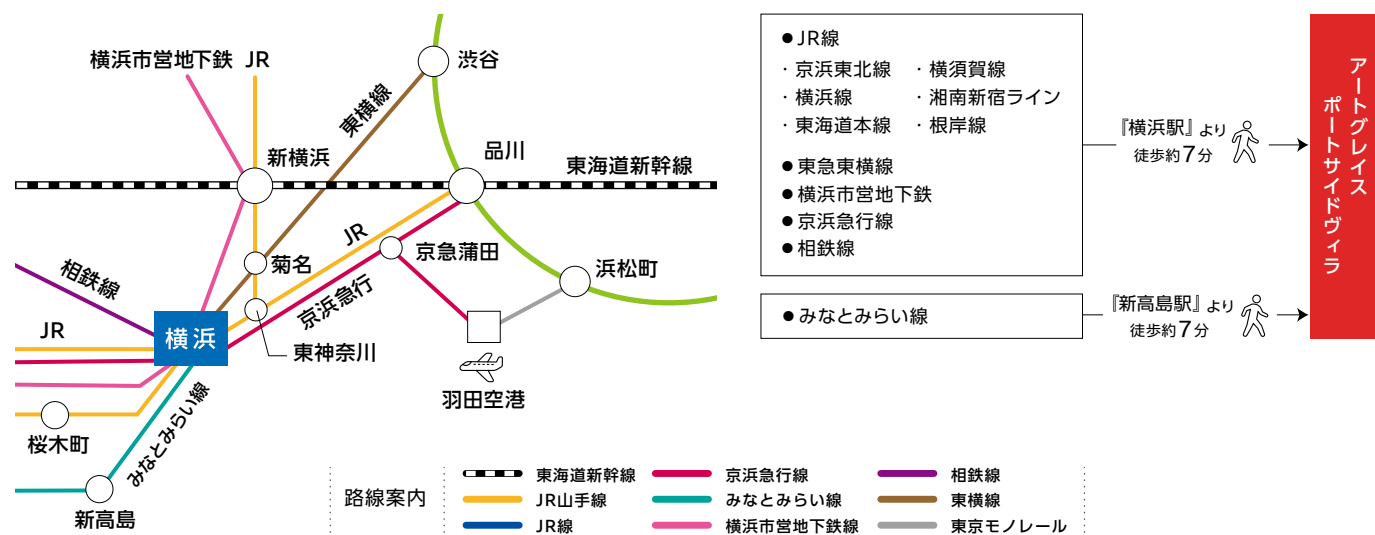 横浜市営地下鉄 JR
渋谷
東横線
新横浜
品川
東海道新幹線
JR
京急蒲田
菊名
浜松町
相鉄線
京浜急行
JR
横浜
東神奈川
羽田空港
桜木町
みなとみらい線
新高島
●JR線
・京浜東北線 ・横須賀線
・横浜線 ・湘南新宿ライン
・東海道本線 ・根岸線
●東急東横線
●横浜市営地下鉄
●京浜急行線
●相鉄線
『横浜駅』より
徒歩約7分
●みなとみらい線
『新高島駅』より
徒歩約7分
アートグレイス
ポートサイドヴィラ
路線案内
東海道新幹線 京浜急行線 相鉄線
JR山手線 みなとみらい線 東横線
JR線 横浜市営地下鉄線 東京モノレール